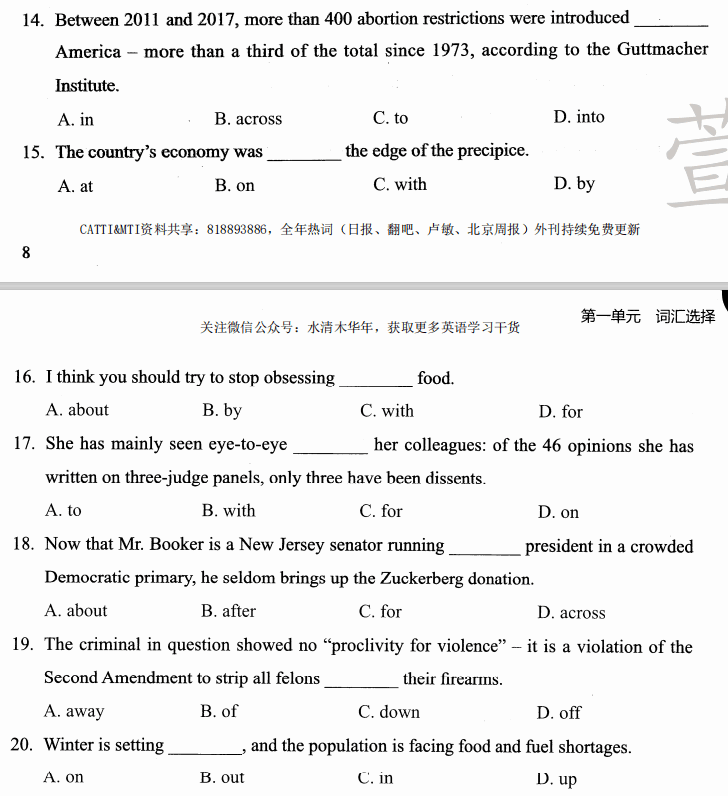 14. Between 2011 and 2017, more than 400 abortion restrictions were introduced ________
America – more than a third of the total since 1973, according to the Guttmacher
Institute.
A. in B. across C. to D. into
15. The country's economy was ________ the edge of the precipice.
A. at B. on C. with D. by
萱
CATTI&MTI资料共享：818893886，全年热词（日报、翻吧、卢敏、北京周报）外刊持续免费更新
8
第一单元 词汇选择
关注微信公众号：水清木华年，获取更多英语学习干货
16. I think you should try to stop obsessing ________ food.
A. about B. by C. with D. for
17. She has mainly seen eye-to-eye ________ her colleagues: of the 46 opinions she has
written on three-judge panels, only three have been dissents.
A. to B. with C. for D. on
18. Now that Mr. Booker is a New Jersey senator running ________ president in a crowded
Democratic primary, he seldom brings up the Zuckerberg donation.
A. about B. after C. for D. across
19. The criminal in question showed no “proclivity for violence” – it is a violation of the
Second Amendment to strip all felons ________ their firearms.
A. away B. of C. down D. off
20. Winter is setting ________, and the population is facing food and fuel shortages.
A. on B. out C. in D. up